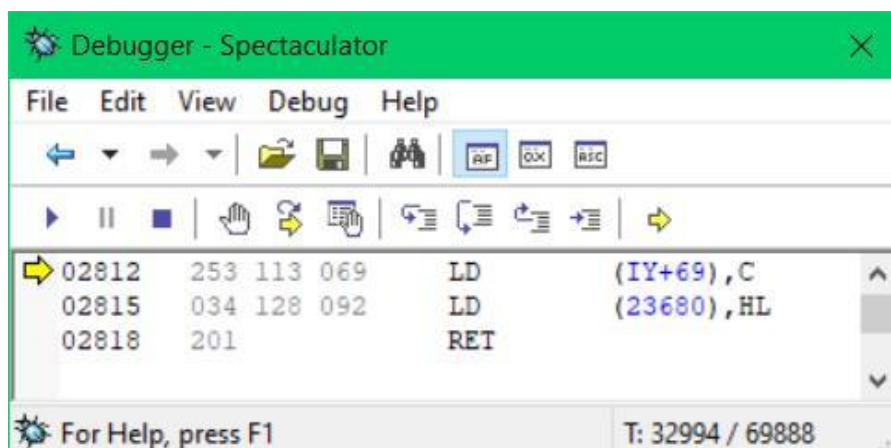 Debugger - Spectaculator
File Edit View Debug Help
AF 0X ASC
02812 253 113 069 LD (IY+69),C
02815 034 128 092 LD (23680),HL
02818 201 RET
For Help, press F1 T: 32994 / 69888